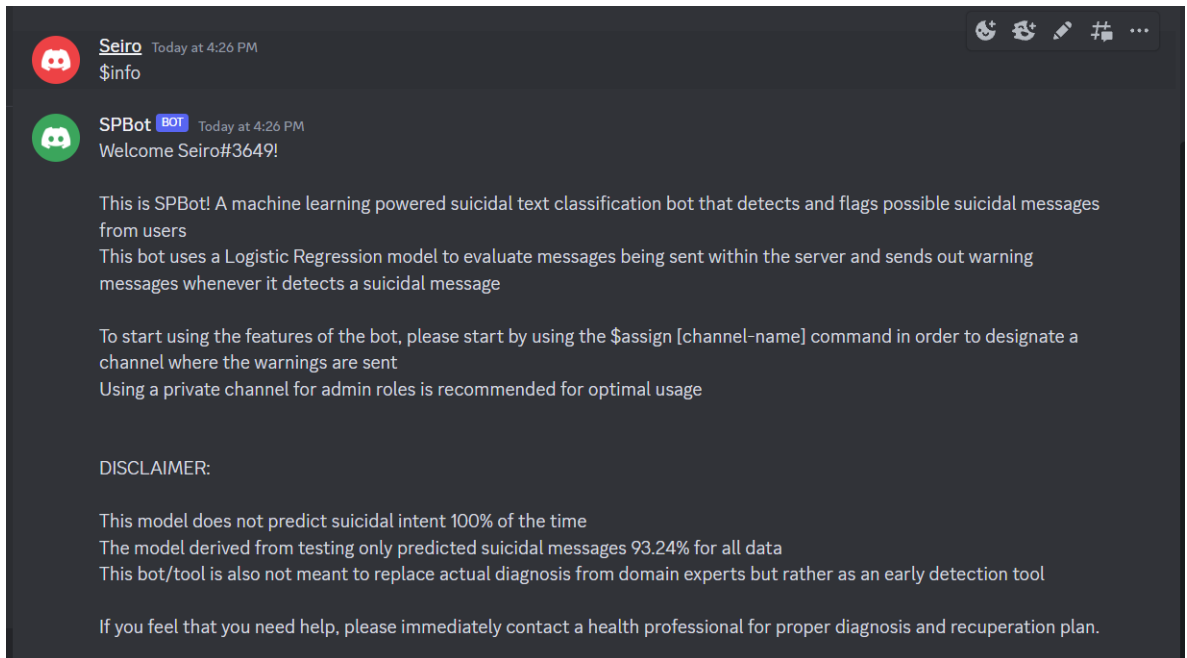 Seiro Today at 4:26 PM
$info
SPBot BOT Today at 4:26 PM
Welcome Seiro#3649!
This is SPBot! A machine learning powered suicidal text classification bot that detects and flags possible suicidal messages
from users
This bot uses a Logistic Regression model to evaluate messages being sent within the server and sends out warning
messages whenever it detects a suicidal message
To start using the features of the bot, please start by using the $assign [channel-name] command in order to designate a
channel where the warnings are sent
Using a private channel for admin roles is recommended for optimal usage
DISCLAIMER:
This model does not predict suicidal intent 100% of the time
The model derived from testing only predicted suicidal messages 93.24% for all data
This bot/tool is also not meant to replace actual diagnosis from domain experts but rather as an early detection tool
If you feel that you need help, please immediately contact a health professional for proper diagnosis and recuperation plan.